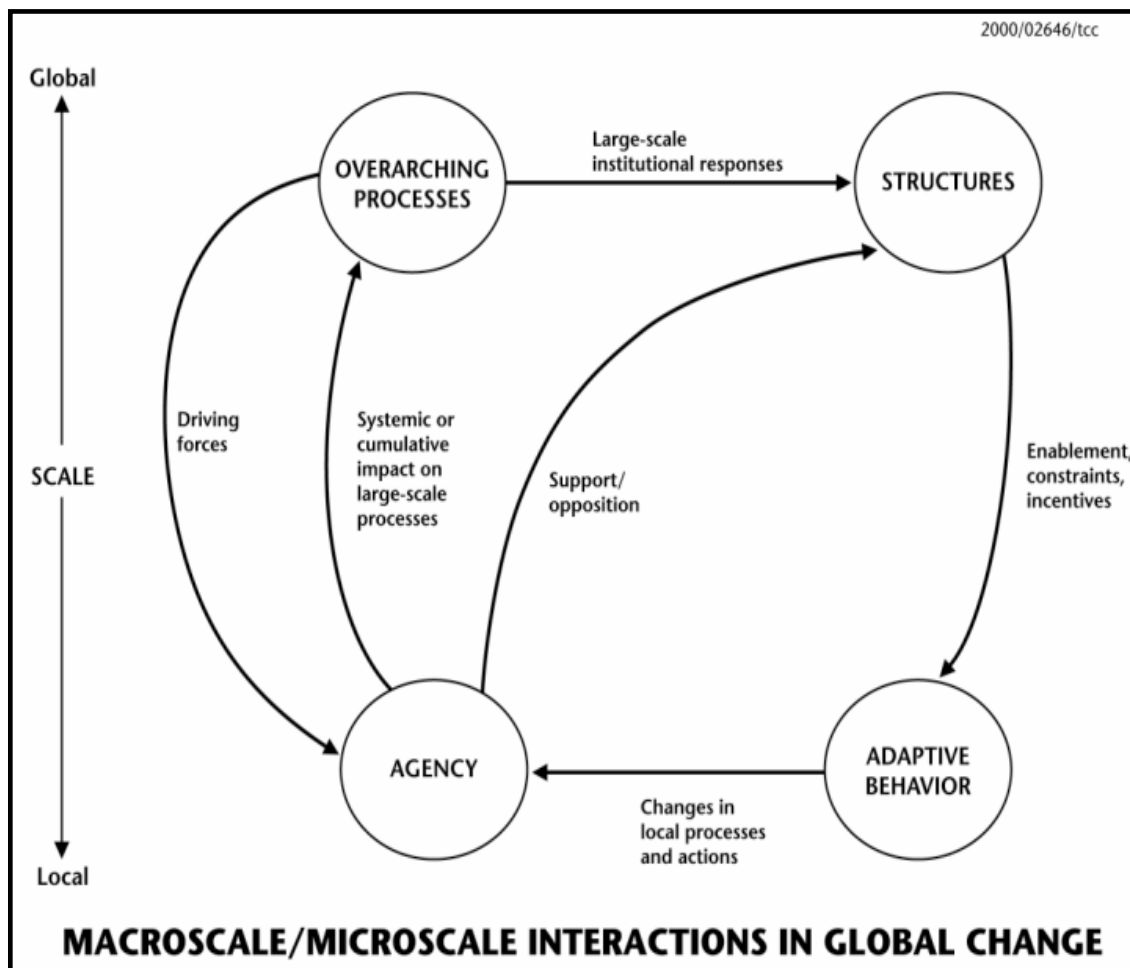 2000/02646/tcc
Global
OVERARCHING
PROCESSES
Large-scale
institutional responses
STRUCTURES
Driving
forces
Systemic or
cumulative
impact on
large-scale
processes
Support/
opposition
Enablement,
constraints,
incentives
SCALE
AGENCY
ADAPTIVE
BEHAVIOR
Changes in
local processes
and actions
Local
MACROSCALE/MICROSCALE INTERACTIONS IN GLOBAL CHANGE